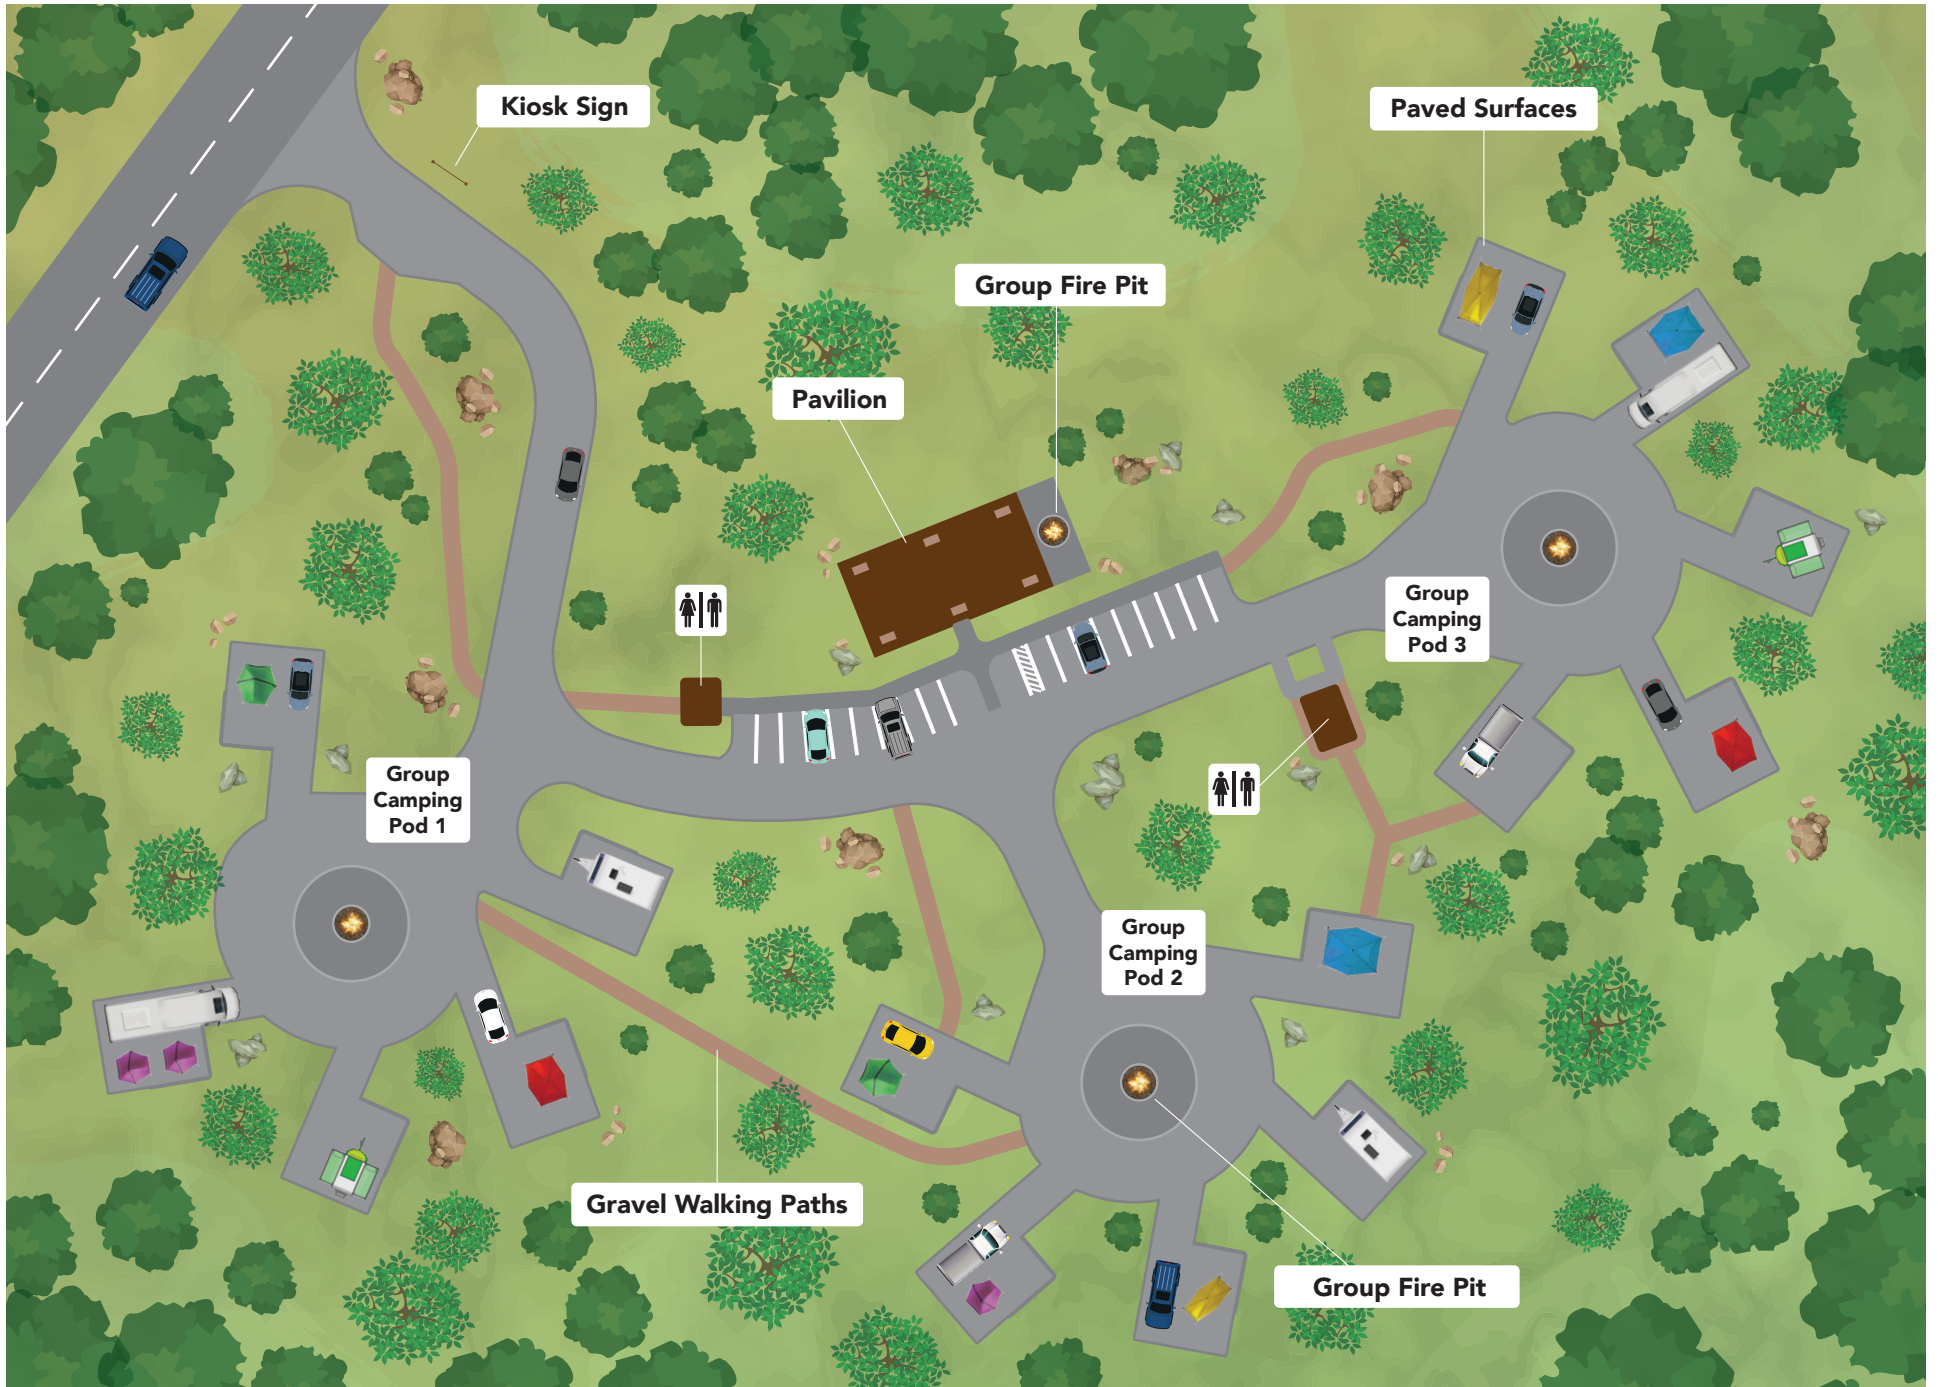 Kiosk Sign
Paved Surfaces
Group Fire Pit
Pavilion
Group
Camping
Pod 3
Group
Camping
Pod 1
Group
Camping
Pod 2
Gravel Walking Paths
Group Fire Pit